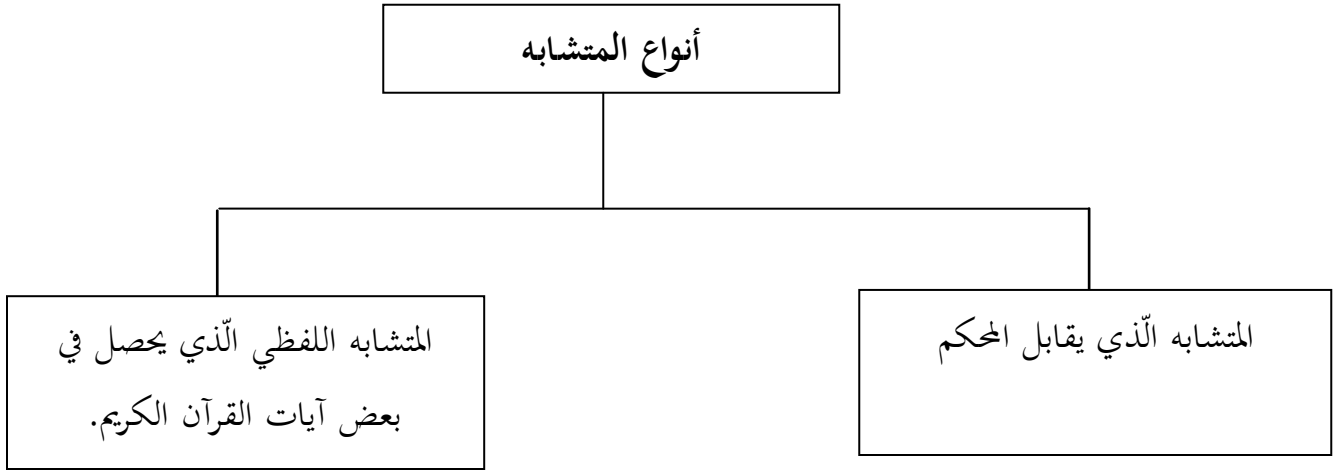 أنواع المتشابه
المتشابه الّذي يقابل المحكم
المتشابه اللفظي الّذي يحصل في
بعض آيات القرآن الكريم.